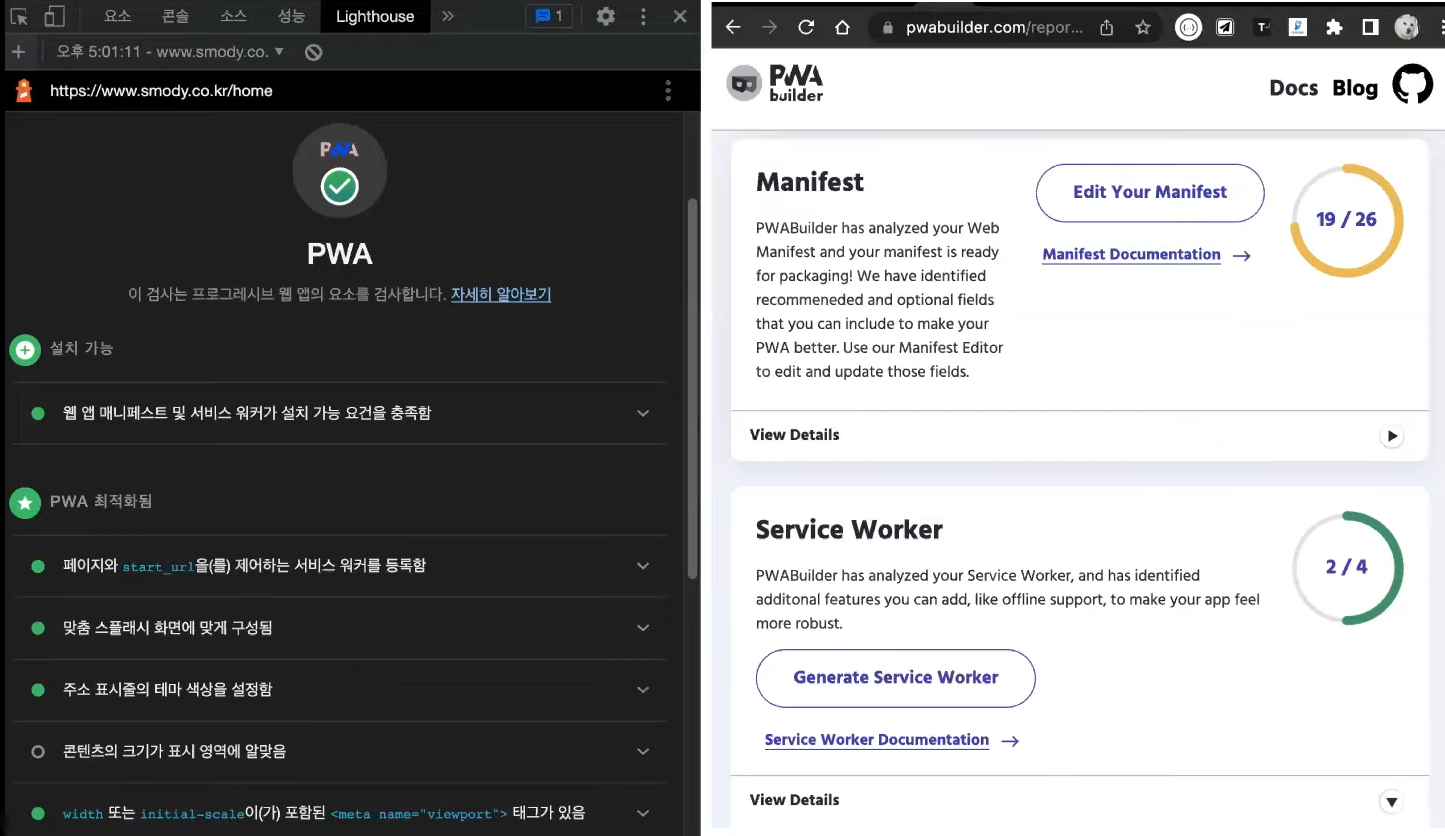 요소 콘솔 소스 성능 Lighthouse 1
오후 5:01:11 - www.smody.co.
https://www.smody.co.kr/home
PWA
PWA
이 검사는 프로그레시브 웹 앱의 요소를 검사합니다. 자세히 알아보기
설치 가능
웹 앱 매니페스트 및 서비스 워커가 설치 가능 요건을 충족함
PWA 최적화됨
페이지와 start_url을(를) 제어하는 서비스 워커를 등록함
맞춤 스플래시 화면에 맞게 구성됨
주소 표시줄의 테마 색상을 설정함
콘텐츠의 크기가 표시 영역에 알맞음
width 또는 initial-scale이(가) 포함된 <meta name="viewport"> 태그가 있음
pwabuilder.com/repor...
PWA
builder
Docs Blog
Manifest
PWABuilder has analyzed your Web
Manifest and your manifest is ready
for packaging! We have identified
recommeneded and optional fields
that you can include to make your
PWA better. Use our Manifest Editor
to edit and update those fields.
Edit Your Manifest
Manifest Documentation
19 / 26
View Details
Service Worker
PWABuilder has analyzed your Service Worker, and has identified
additonal features you can add, like offline support, to make your app feel
more robust.
2 / 4
Generate Service Worker
Service Worker Documentation
View Details